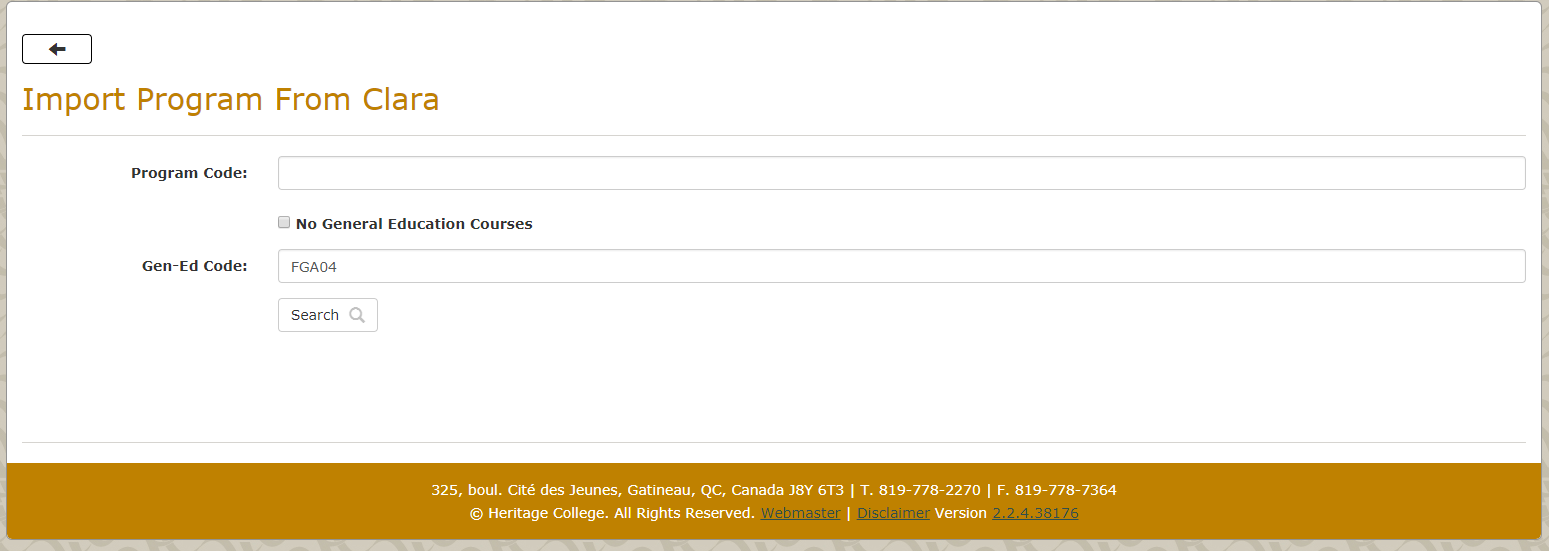 Import Program From Clara
Program Code:
No General Education Courses
Gen-Ed Code:
FGA04
Search
325, boul. Cité des Jeunes, Gatineau, QC, Canada J8Y 6T3 | T. 819-778-2270 | F. 819-778-7364
© Heritage College. All Rights Reserved. Webmaster | Disclaimer Version 2.2.4.38176